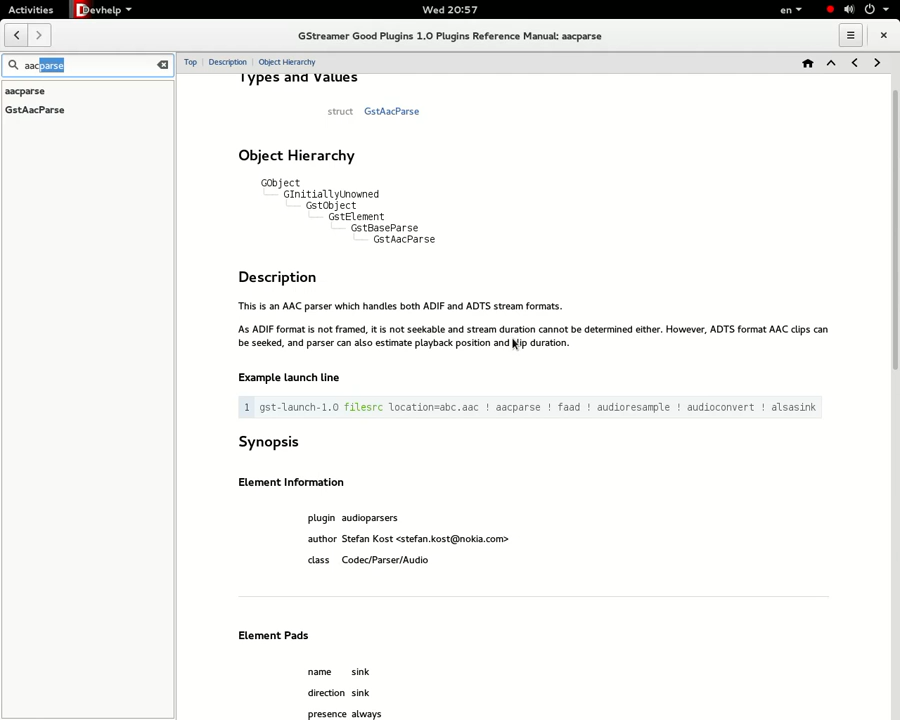 Activities Devhelp Wed 20:57 en
GStreamer Good Plugins 1.0 Plugins Reference Manual: aacparse
aacparse
aacparse
GstAacParse
Top | Description | Object Hierarchy
Types and Values
struct GstAacParse
Object Hierarchy
GObject
GInitiallyUnowned
GstObject
GstElement
GstBaseParse
GstAacParse
Description
This is an AAC parser which handles both ADIF and ADTS stream formats.
As ADIF format is not framed, it is not seekable and stream duration cannot be determined either. However, ADTS format AAC clips can
be seeked, and parser can also estimate playback position and clip duration.
Example launch line
1 gst-launch-1.0 filesrc location=abc.aac ! aacparse ! faad ! audioresample ! audioconvert ! alsasink
Synopsis
Element Information
plugin audioparsers
author Stefan Kost <stefan.kost@nokia.com>
class Codec/Parser/Audio
Element Pads
name sink
direction sink
presence always